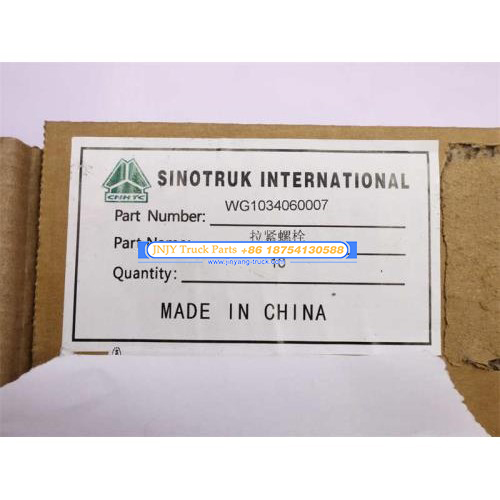 SINOTRUK INTERNATIONAL
CNHTC
Part Number: WG1034060007
Part Name: 拉紧螺栓
JNJY Truck Parts +86 18754130588
www.jinyang-truck.com
Quantity: 10
MADE IN CHINA